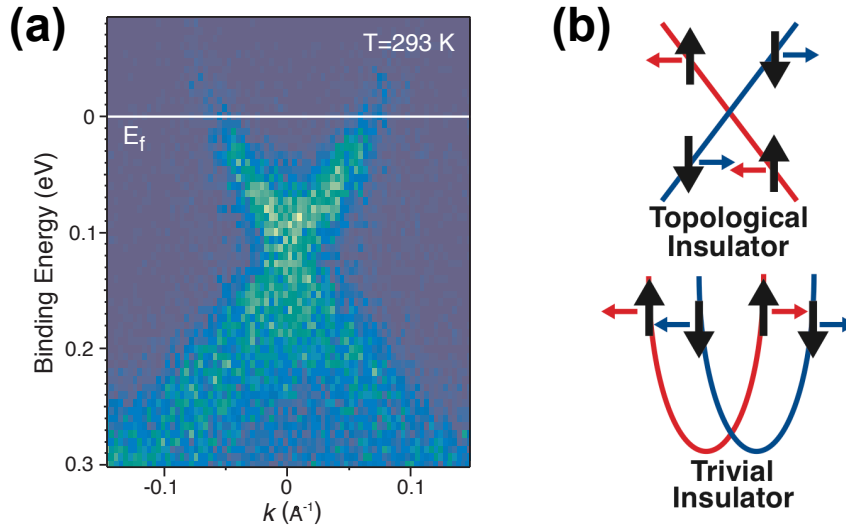 (a)
T=293 K
0
E_f
0.1
0.2
0.3
Binding Energy (eV)
-0.1
0
0.1
k (Å⁻¹)
(b)
Topological
Insulator
Trivial
Insulator